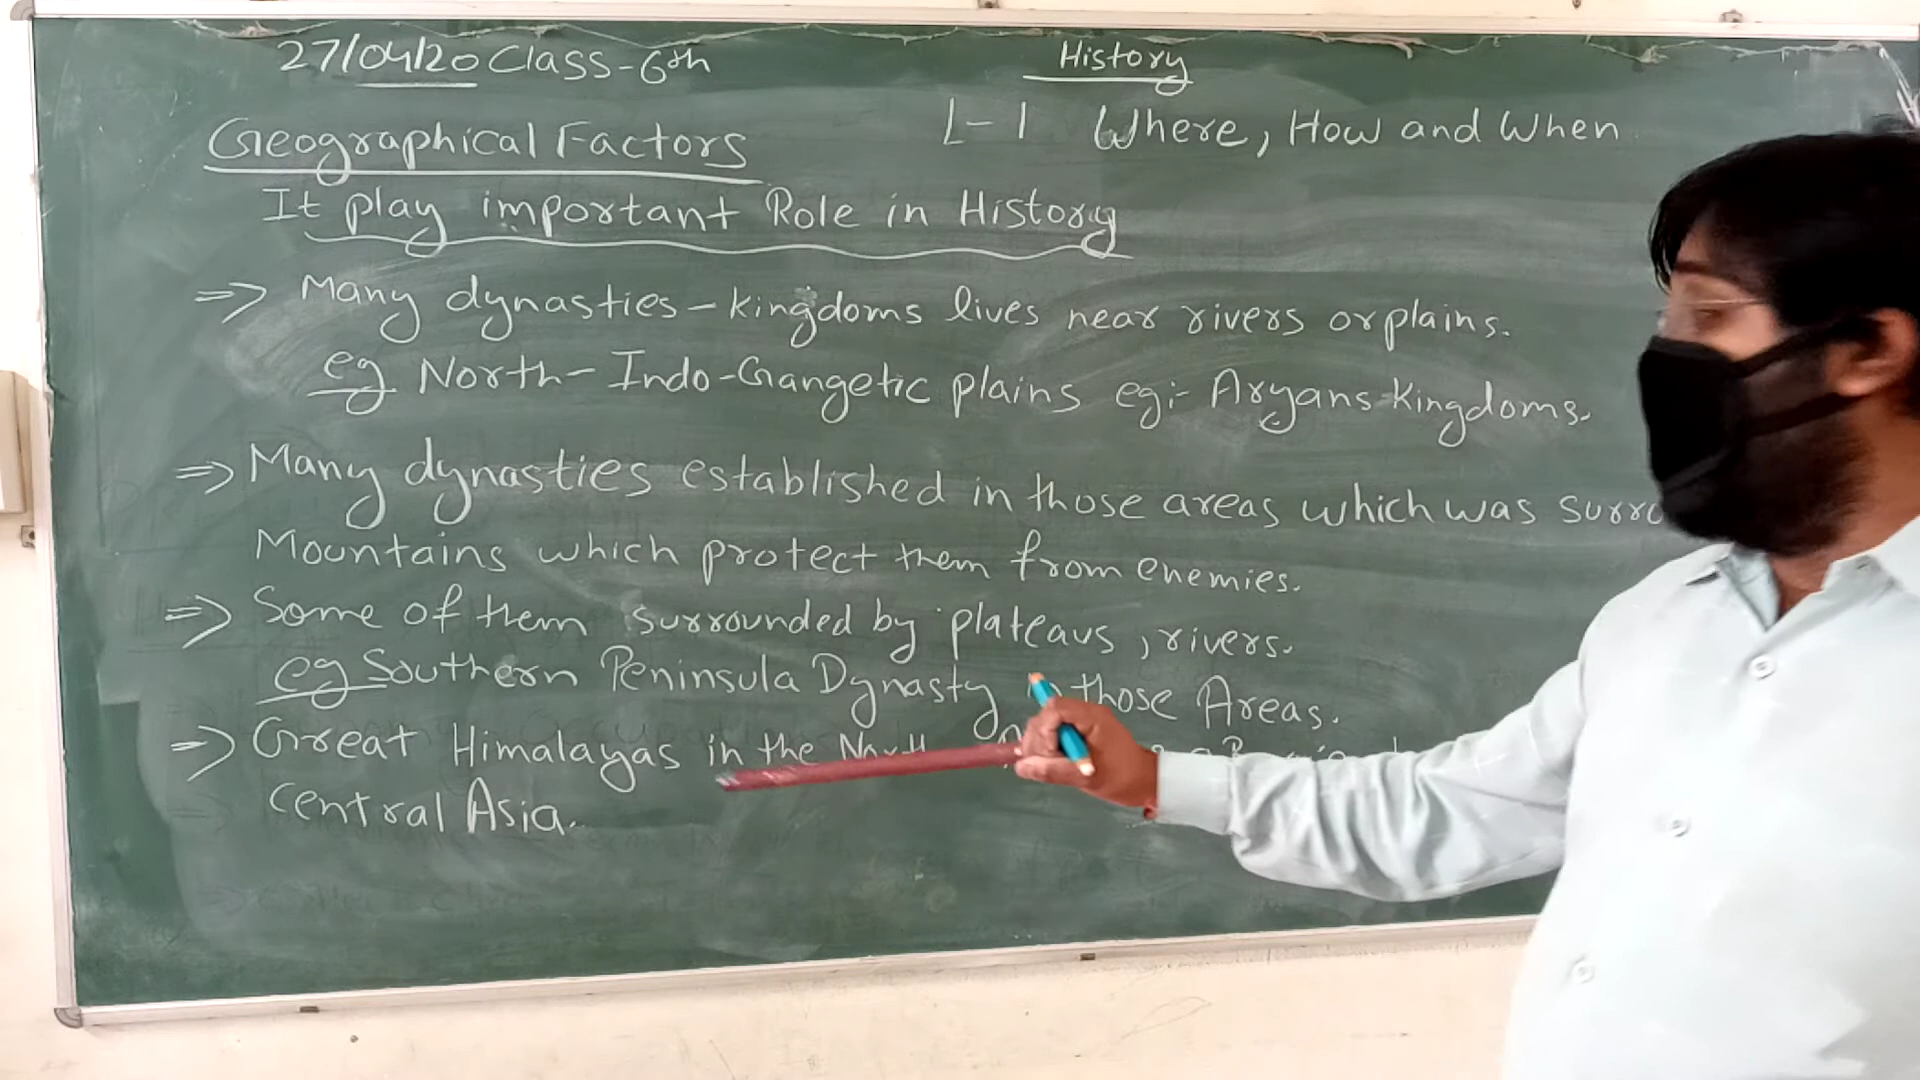 27/04/20 Class-6th
History
L-1 Where, How and When
Geographical Factors
It play important Role in History
=> Many dynasties-kingdoms lives near rivers or plains.
eg North-Indo-Gangetic plains eg:- Aryans-Kingdoms.
=> Many dynasties established in those areas which was
Mountains which protect them from enemies.
=> Some of them surrounded by plateaus, rivers.
eg Southern Peninsula Dynasty those Areas.
=> Great Himalayas in the North
Central Asia.